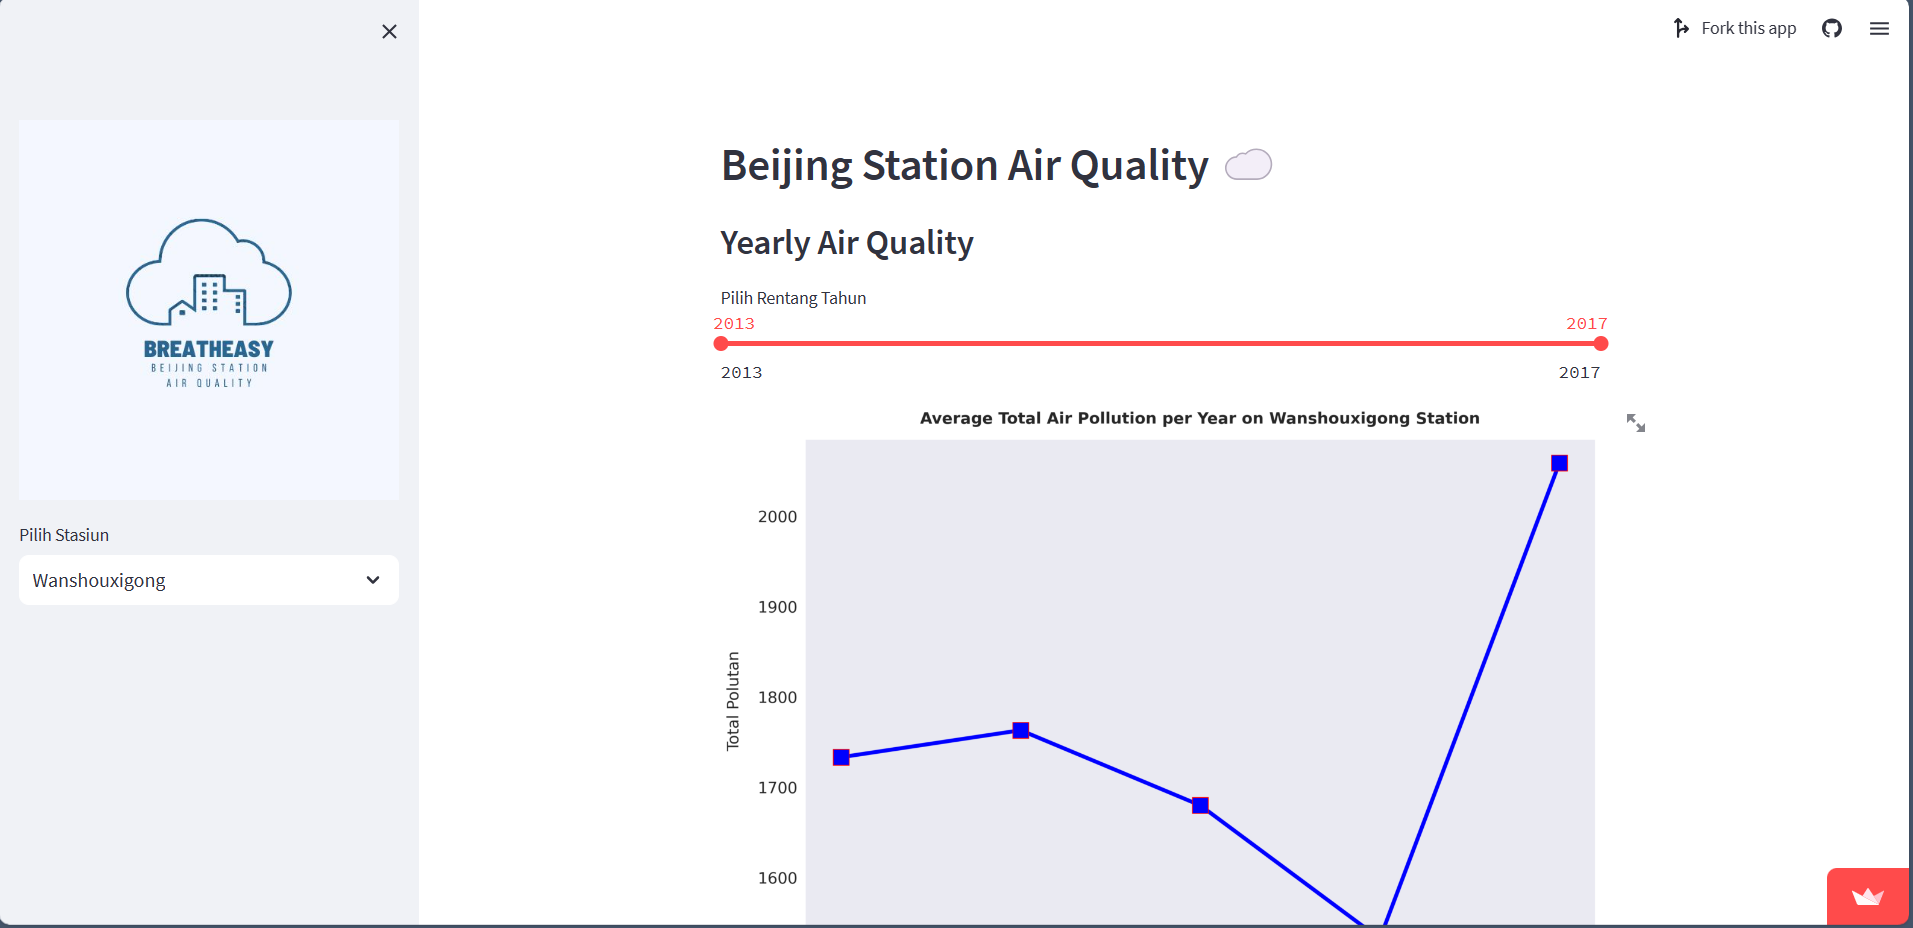 Fork this app
BREATHEASY
BEIJING STATION
AIR QUALITY
Pilih Stasiun
Wanshouxigong
Beijing Station Air Quality
Yearly Air Quality
Pilih Rentang Tahun
2013 2017
2013 2017
Average Total Air Pollution per Year on Wanshouxigong Station
Total Polutan
2000
1900
1800
1700
1600